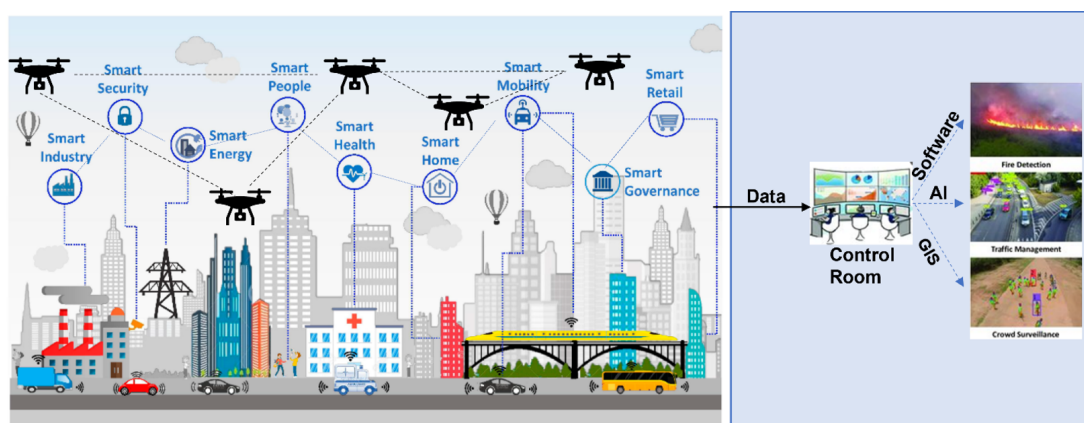 Smart
Security
Smart
People
Smart
Mobility
Smart
Retail
Smart
Industry
Smart
Energy
Smart
Health
Smart
Home
Smart
Governance
Data
Control
Room
Software
AI
GIS
Fire Detection
Traffic Management
Crowd Surveillance